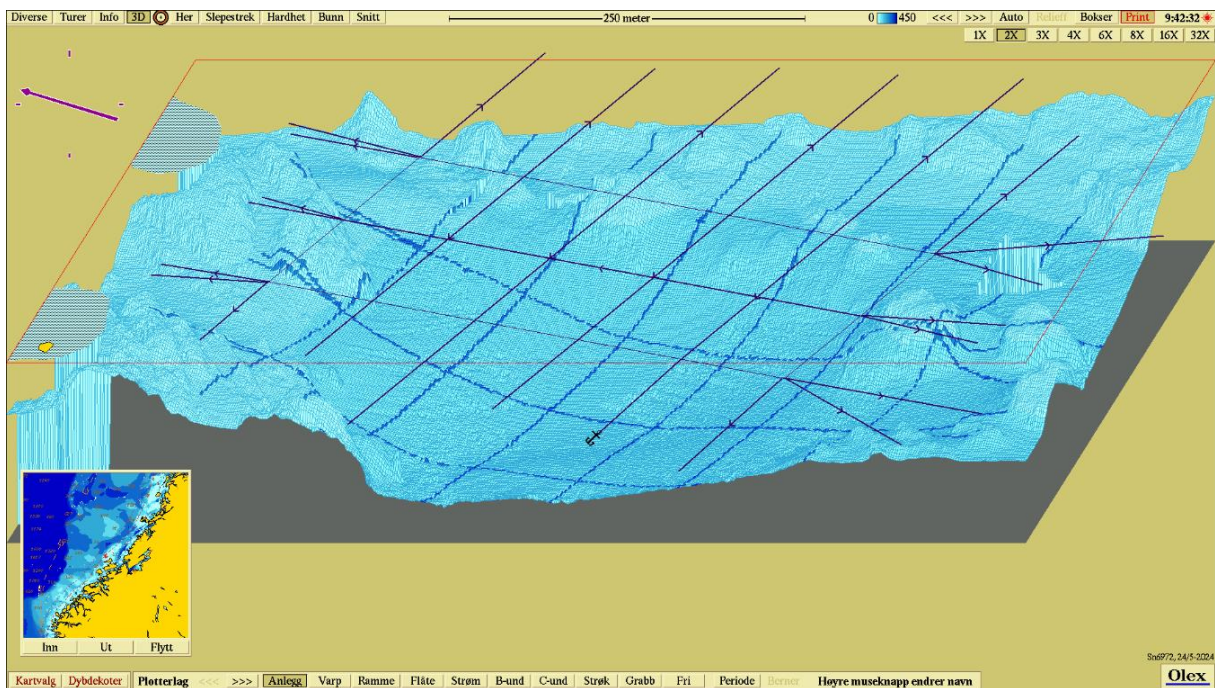 Diverse Turer Info 3D Her Slepestrek Hardhet Bunn Snitt 250 meter 0 450 <<< >>> Auto Relieff Bokser Print 9:42:32
1X 2X 3X 4X 6X 8X 16X 32X
Inn Ut Flytt
Sn6972, 24/5-2024
Kartvalg Dybdekoter Plotterlag <<< >>> Anlegg Varp Ramme Flåte Strøm B-und C-und Strøk Grabb Fri Periode Berner Høyre museknapp endrer navn Olex